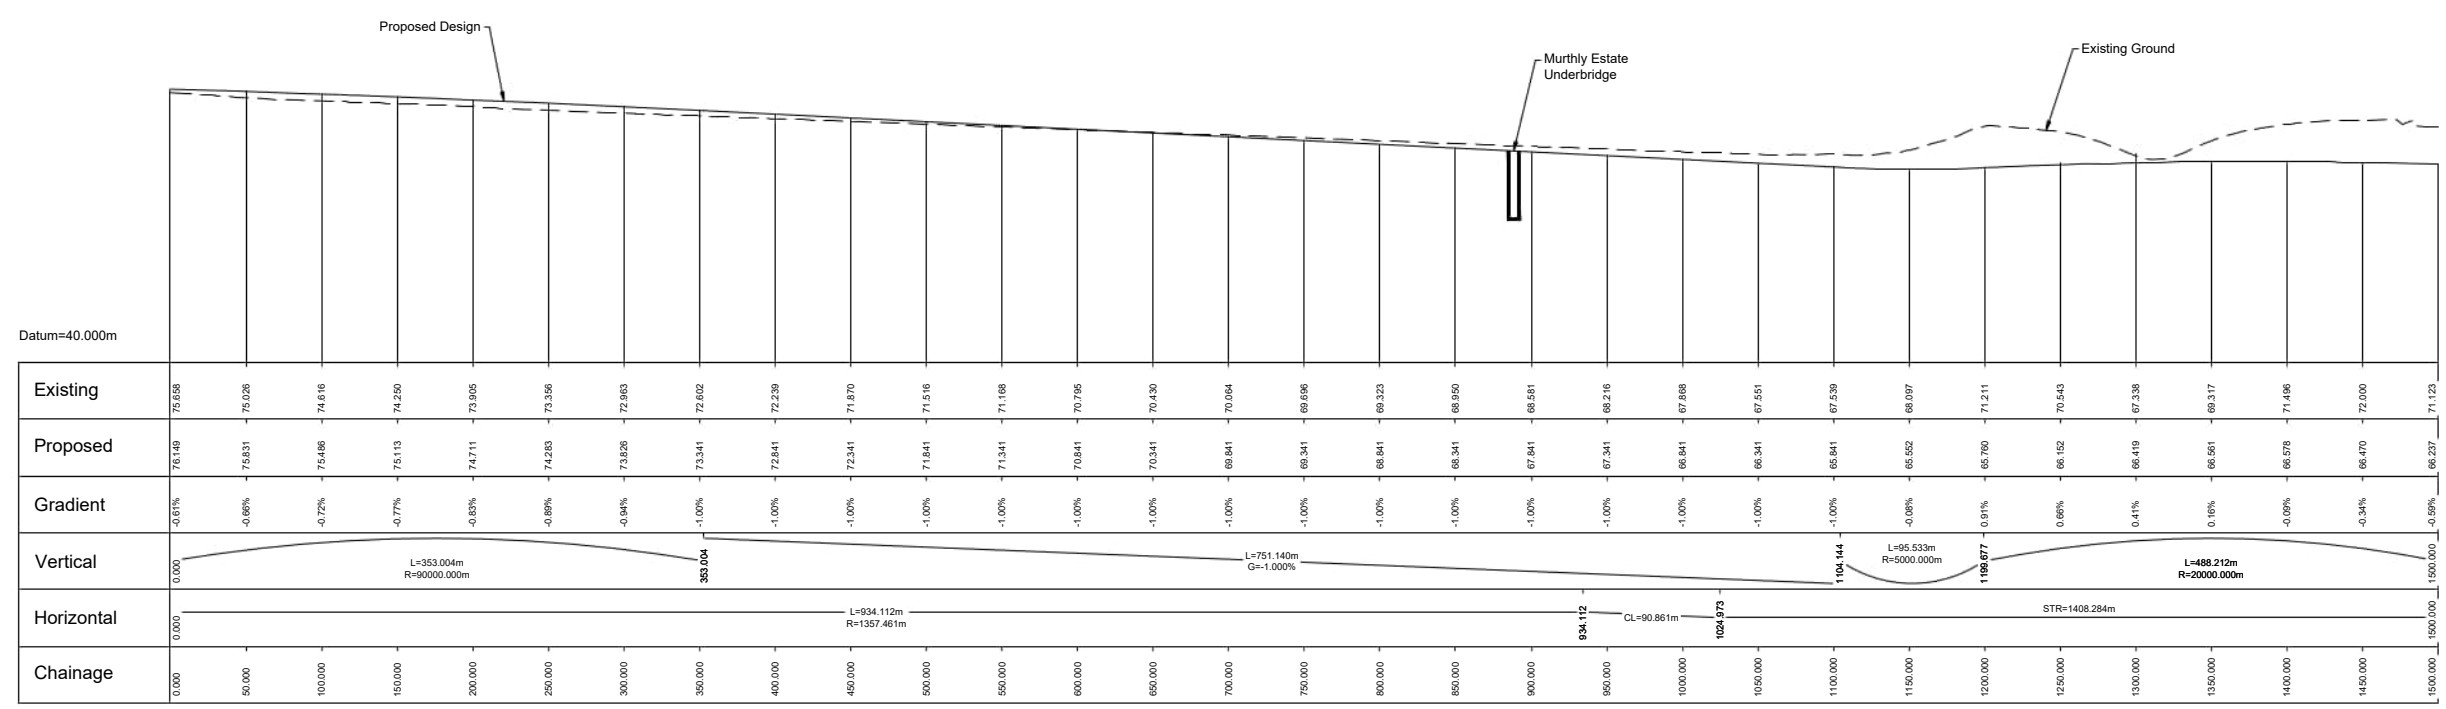 Proposed Design
Murthly Estate
Underbridge
Existing Ground
Datum=40.000m
Existing 75.658 75.026 74.616 74.250 73.905 73.356 72.963 72.602 72.239 71.870 71.516 71.168 70.795 70.430 70.064 69.696 69.323 68.950 68.581 68.216 67.868 67.551 67.539 68.097 71.211 70.543 67.338 69.317 71.496 72.000 71.123
Proposed 76.149 75.831 75.486 75.113 74.711 74.283 73.826 73.341 72.841 72.341 71.841 71.341 70.841 70.341 69.841 69.341 68.841 68.341 67.841 67.341 66.841 66.341 65.841 65.552 65.760 66.152 66.419 66.561 66.578 66.470 66.237
Gradient -0.61% -0.66% -0.72% -0.77% -0.83% -0.89% -0.94% -1.00% -1.00% -1.00% -1.00% -1.00% -1.00% -1.00% -1.00% -1.00% -1.00% -1.00% -1.00% -1.00% -1.00% -1.00% -1.00% -0.08% 0.91% 0.66% 0.41% 0.16% -0.09% -0.34% -0.59%
Vertical
0.000
L=353.004m
R=90000.000m
353.004
L=751.140m
G=-1.000%
1104.144
L=95.533m
R=5000.000m
1199.677
L=488.212m
R=20000.000m
1500.000
Horizontal
0.000
L=934.112m
R=1357.461m
934.112
CL=90.861m
1024.973
STR=1408.284m
1500.000
Chainage 0.000 50.000 100.000 150.000 200.000 250.000 300.000 350.000 400.000 450.000 500.000 550.000 600.000 650.000 700.000 750.000 800.000 850.000 900.000 950.000 1000.000 1050.000 1100.000 1150.000 1200.000 1250.000 1300.000 1350.000 1400.000 1450.000 1500.000